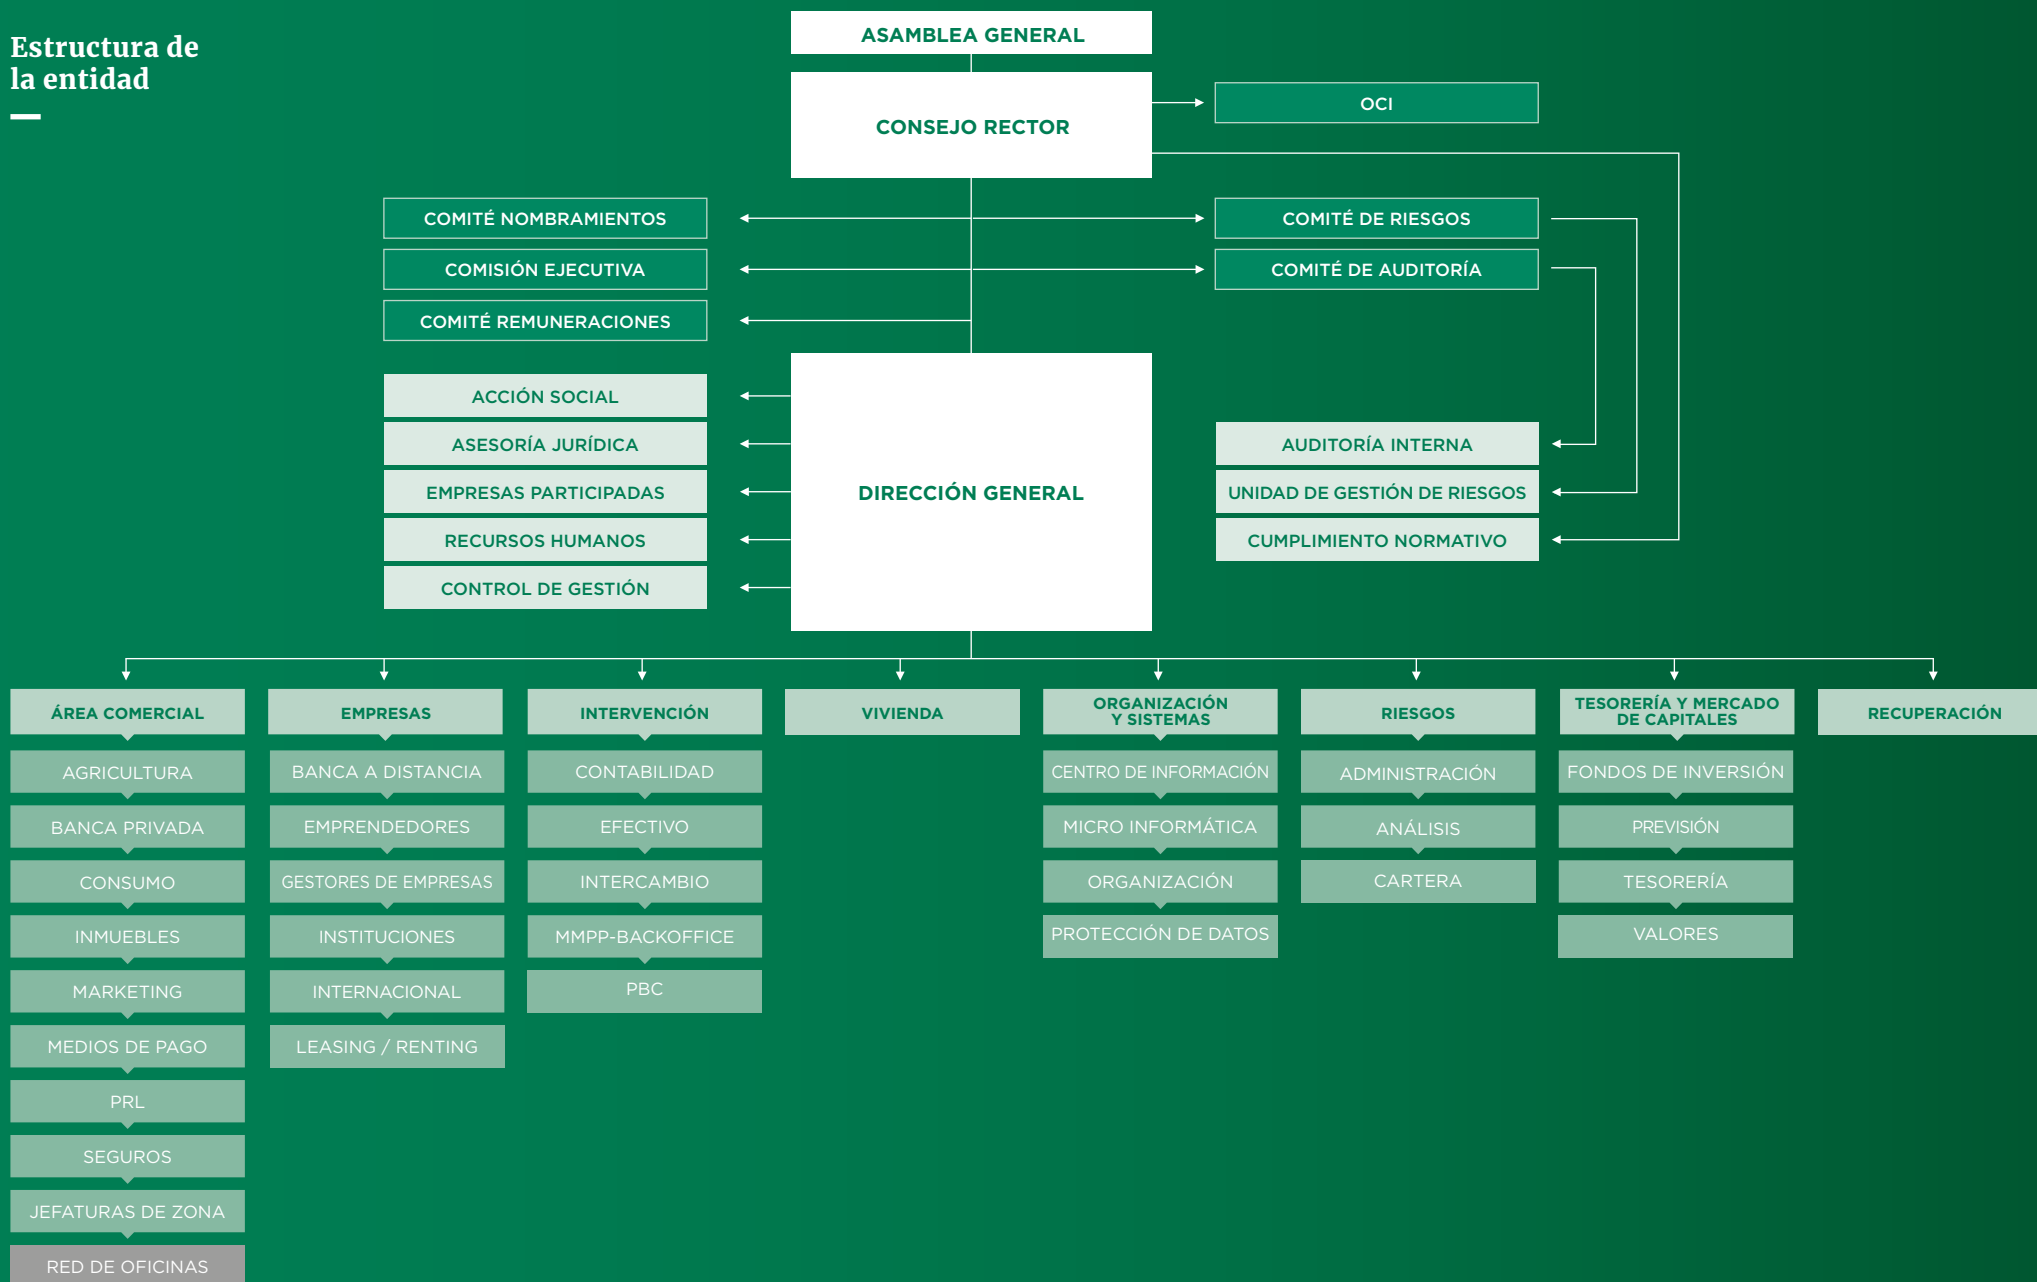 Estructura de
la entidad
ASAMBLEA GENERAL
CONSEJO RECTOR
OCI
COMITÉ NOMBRAMIENTOS
COMITÉ DE RIESGOS
COMISIÓN EJECUTIVA
COMITÉ DE AUDITORÍA
COMITÉ REMUNERACIONES
ACCIÓN SOCIAL
ASESORÍA JURÍDICA
EMPRESAS PARTICIPADAS
RECURSOS HUMANOS
CONTROL DE GESTIÓN
DIRECCIÓN GENERAL
AUDITORÍA INTERNA
UNIDAD DE GESTIÓN DE RIESGOS
CUMPLIMIENTO NORMATIVO
ÁREA COMERCIAL
AGRICULTURA
BANCA PRIVADA
CONSUMO
INMUEBLES
MARKETING
MEDIOS DE PAGO
PRL
SEGUROS
JEFATURAS DE ZONA
RED DE OFICINAS
EMPRESAS
BANCA A DISTANCIA
EMPRENDEDORES
GESTORES DE EMPRESAS
INSTITUCIONES
INTERNACIONAL
LEASING / RENTING
INTERVENCIÓN
CONTABILIDAD
EFECTIVO
INTERCAMBIO
MMPP-BACKOFFICE
PBC
VIVIENDA
ORGANIZACIÓN
Y SISTEMAS
CENTRO DE INFORMACIÓN
MICRO INFORMÁTICA
ORGANIZACIÓN
PROTECCIÓN DE DATOS
RIESGOS
ADMINISTRACIÓN
ANÁLISIS
CARTERA
TESORERÍA Y MERCADO
DE CAPITALES
FONDOS DE INVERSIÓN
PREVISIÓN
TESORERÍA
VALORES
RECUPERACIÓN